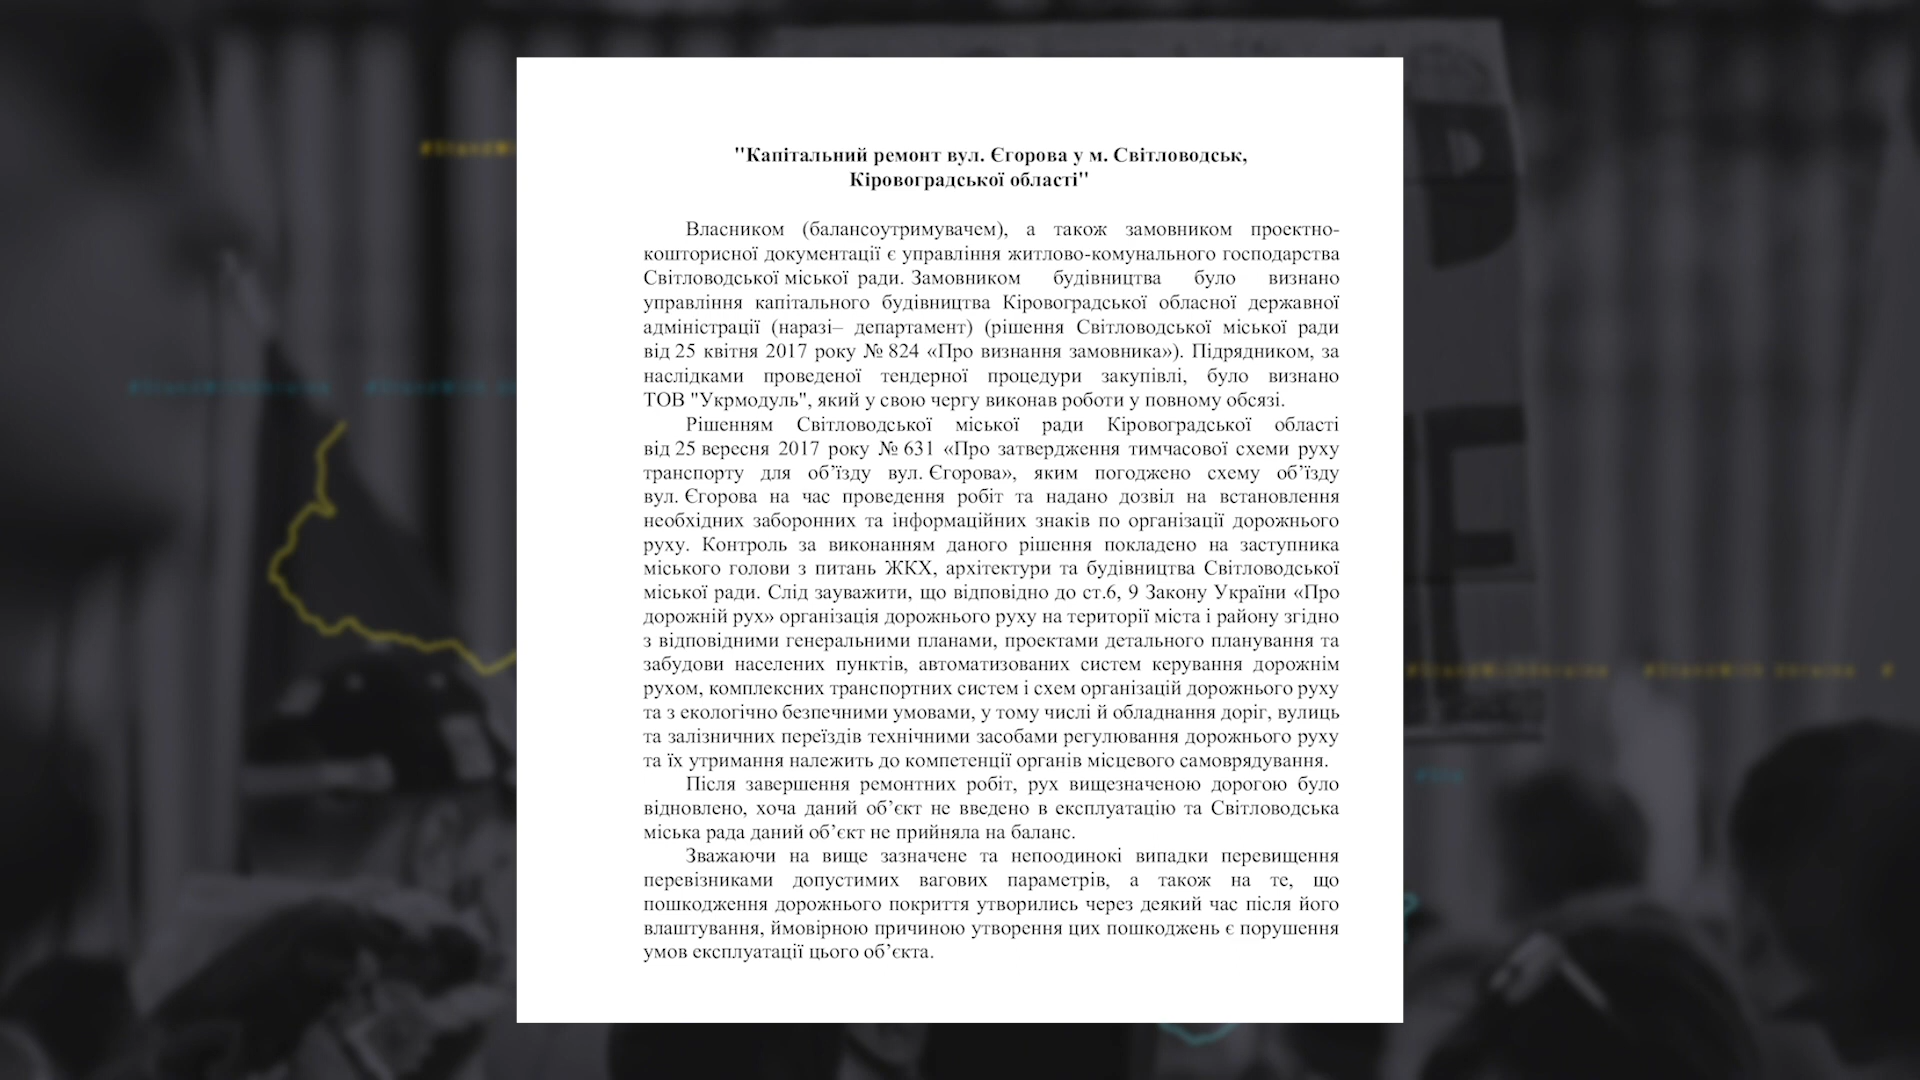 "Капітальний ремонт вул. Єгорова у м. Світловодськ,
Кіровоградської області"
Власником (балансоутримувачем), а також замовником проектно-
кошторисної документації є управління житлово-комунального господарства
Світловодської міської ради. Замовником будівництва було визнано
управління капітального будівництва Кіровоградської обласної державної
адміністрації (наразі– департамент) (рішення Світловодської міської ради
від 25 квітня 2017 року № 824 «Про визнання замовника»). Підрядником, за
наслідками проведеної тендерної процедури закупівлі, було визнано
ТОВ "Укрмодуль", який у свою чергу виконав роботи у повному обсязі.
Рішенням Світловодської міської ради Кіровоградської області
від 25 вересня 2017 року № 631 «Про затвердження тимчасової схеми руху
транспорту для об’їзду вул. Єгорова», яким погоджено схему об’їзду
вул. Єгорова на час проведення робіт та надано дозвіл на встановлення
необхідних заборонних та інформаційних знаків по організації дорожнього
руху. Контроль за виконанням даного рішення покладено на заступника
міського голови з питань ЖКХ, архітектури та будівництва Світловодської
міської ради. Слід зауважити, що відповідно до ст.6, 9 Закону України «Про
дорожній рух» організація дорожнього руху на території міста і району згідно
з відповідними генеральними планами, проектами детального планування та
забудови населених пунктів, автоматизованих систем керування дорожнім
рухом, комплексних транспортних систем і схем організацій дорожнього руху
та з екологічно безпечними умовами, у тому числі й обладнання доріг, вулиць
та залізничних переїздів технічними засобами регулювання дорожнього руху
та їх утримання належить до компетенції органів місцевого самоврядування.
Після завершення ремонтних робіт, рух вищезначеною дорогою було
відновлено, хоча даний об’єкт не введено в експлуатацію та Світловодська
міська рада даний об’єкт не прийняла на баланс.
Зважаючи на вище зазначене та непоодинокі випадки перевищення
перевізниками допустимих вагових параметрів, а також на те, що
пошкодження дорожнього покриття утворились через деякий час після його
влаштування, ймовірною причиною утворення цих пошкоджень є порушення
умов експлуатації цього об’єкта.
#StandWithUkraine #StandWith Ukraine #